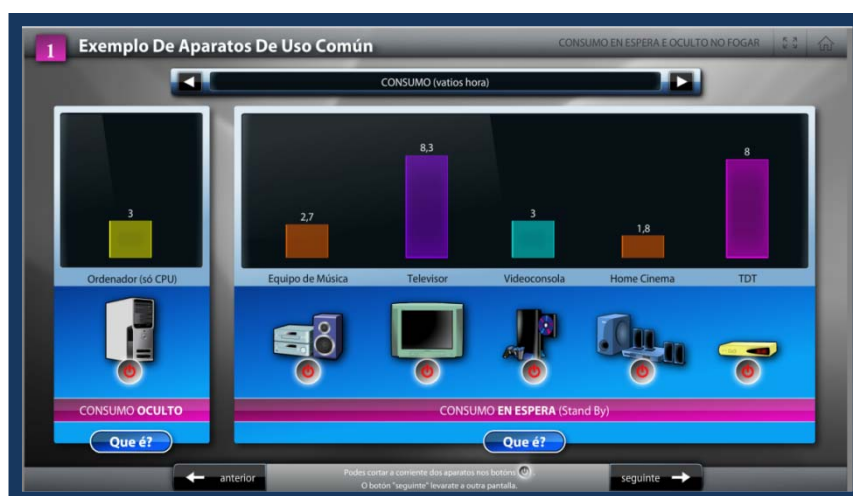 1 Exemplo De Aparatos De Uso Común
CONSUMO EN ESPERA E OCULTO NO FOGAR
CONSUMO (vatios hora)
3
2,7
8,3
3
1,8
8
Ordenador (só CPU)
Equipo de Música
Televisor
Videoconsola
Home Cinema
TDT
CONSUMO OCULTO
CONSUMO EN ESPERA (Stand By)
Que é?
Que é?
anterior
Podes cortar a corriente dos aparatos nos botóns
O botón "seguinte" levarate a outra pantalla.
seguinte